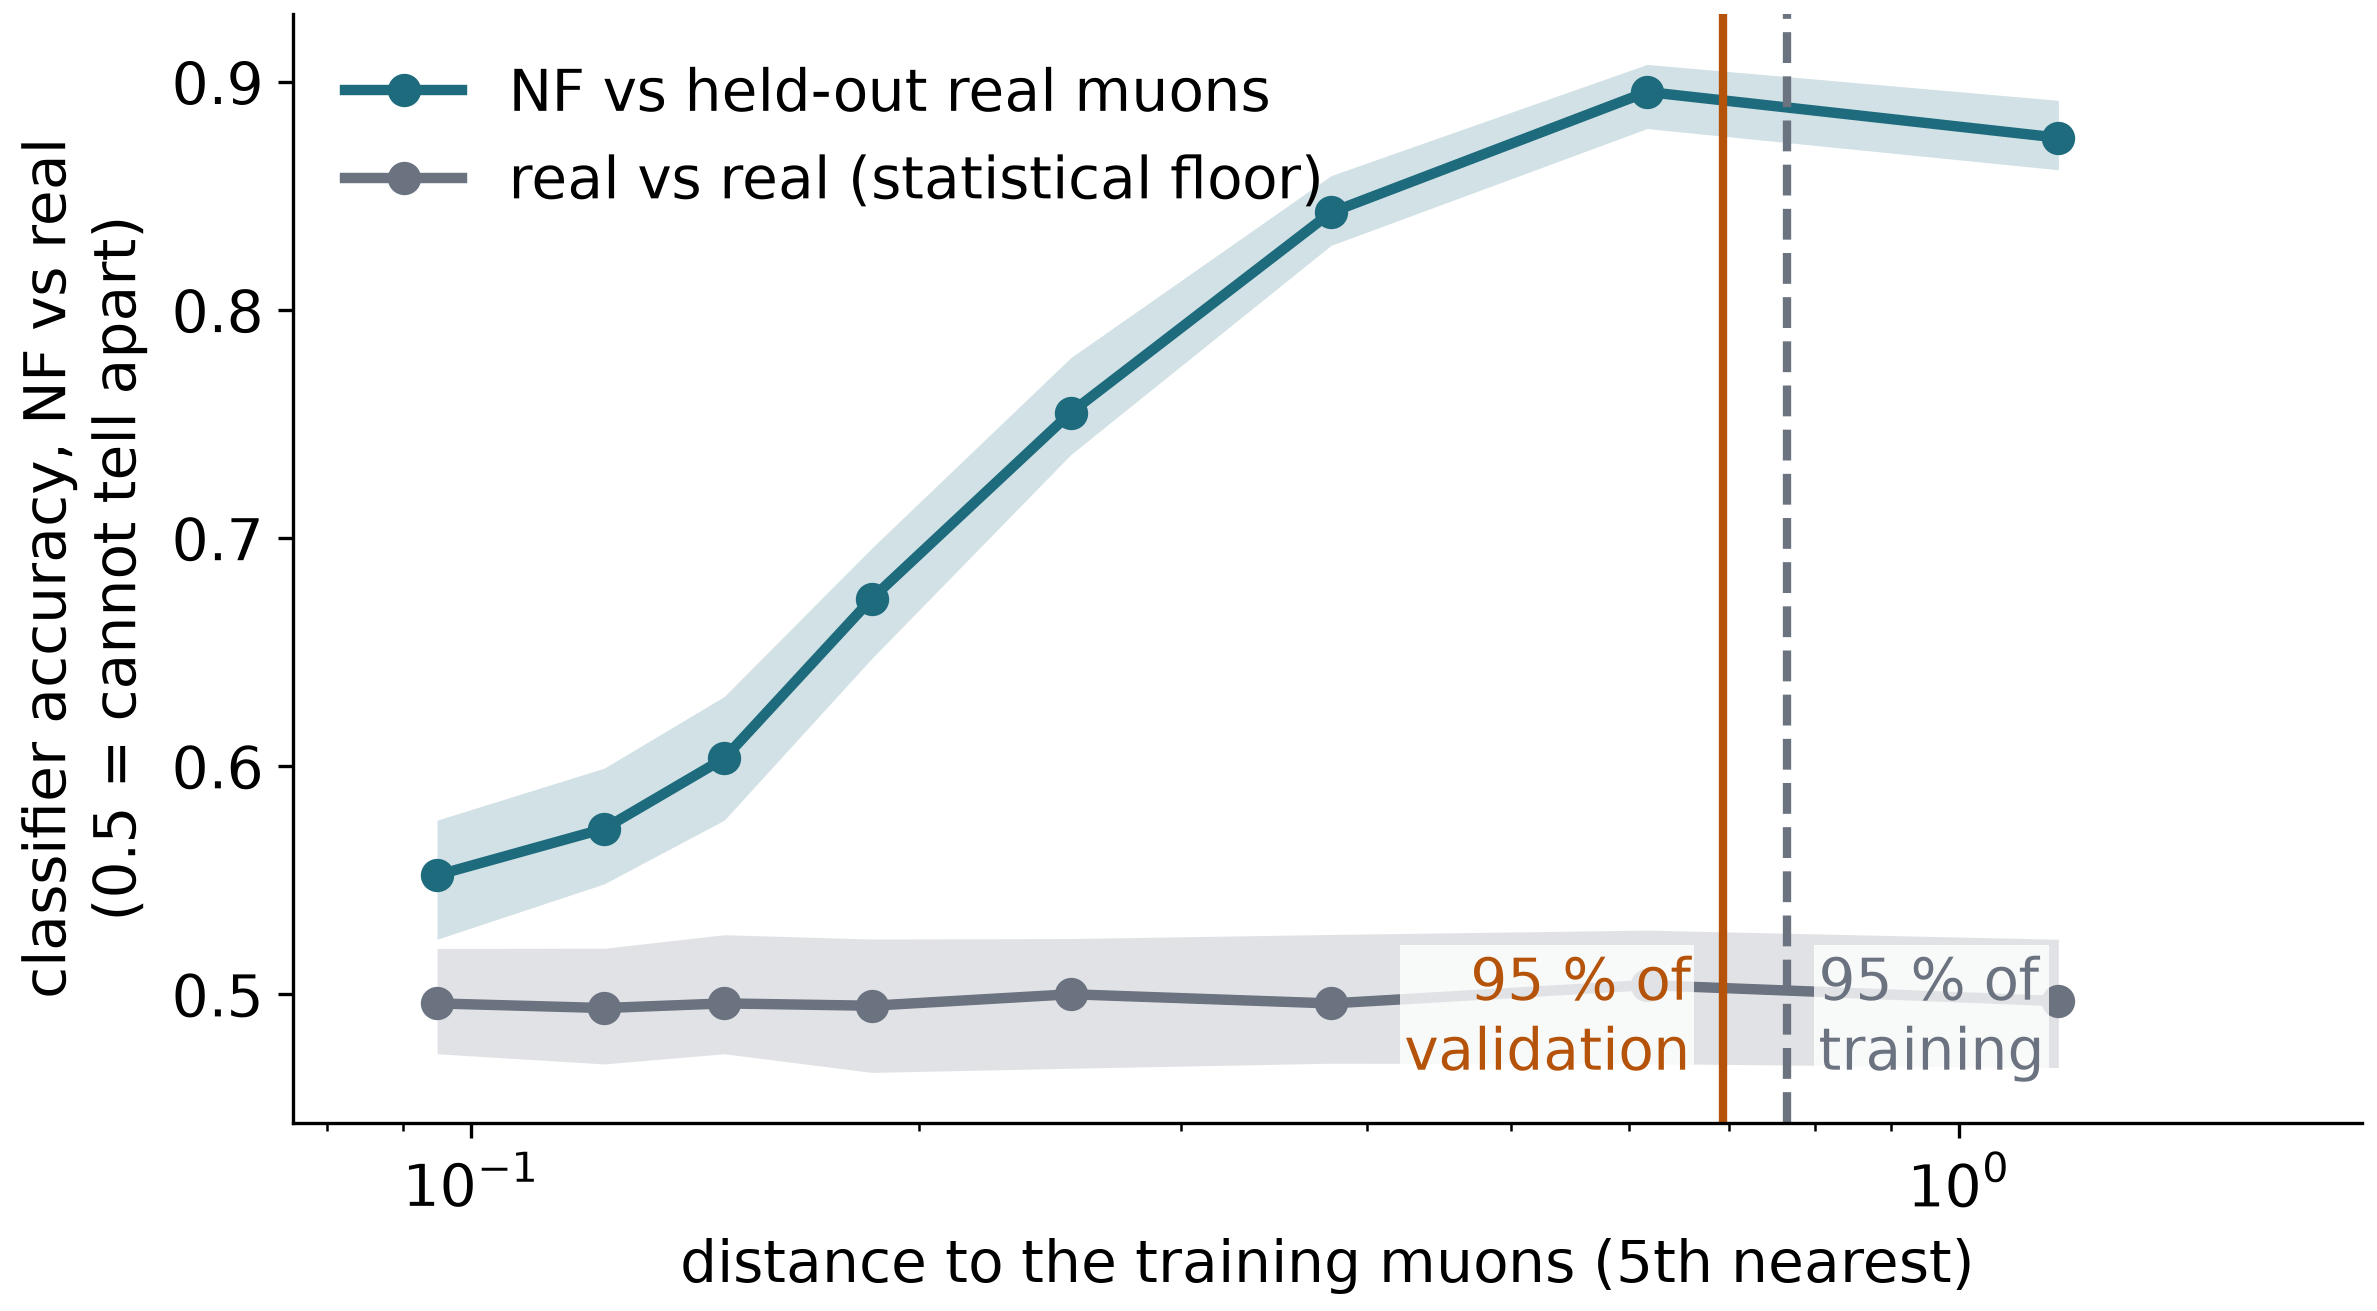 classifier accuracy, NF vs real
(0.5 = cannot tell apart)
0.9
0.8
0.7
0.6
0.5
NF vs held-out real muons
real vs real (statistical floor)
95 % of
validation
95 % of
training
10⁻¹
10⁰
distance to the training muons (5th nearest)